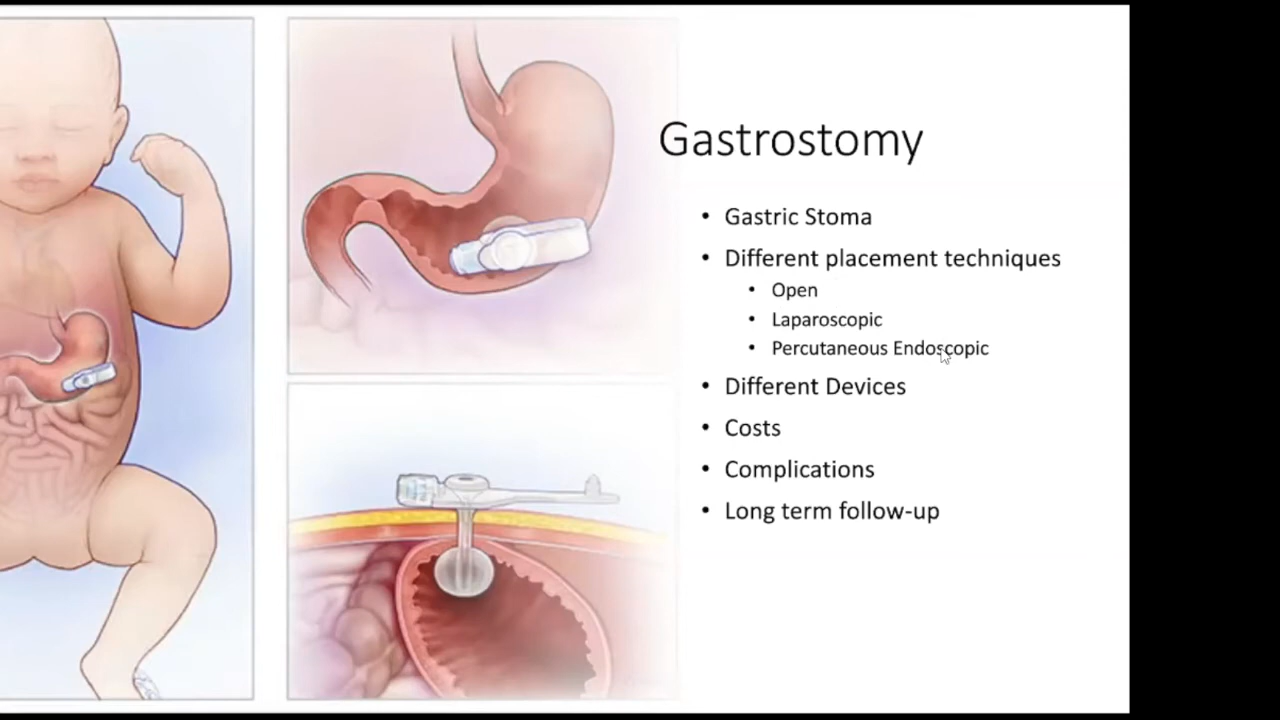 Gastrostomy
• Gastric Stoma
• Different placement techniques
• Open
• Laparoscopic
• Percutaneous Endoscopic
• Different Devices
• Costs
• Complications
• Long term follow-up